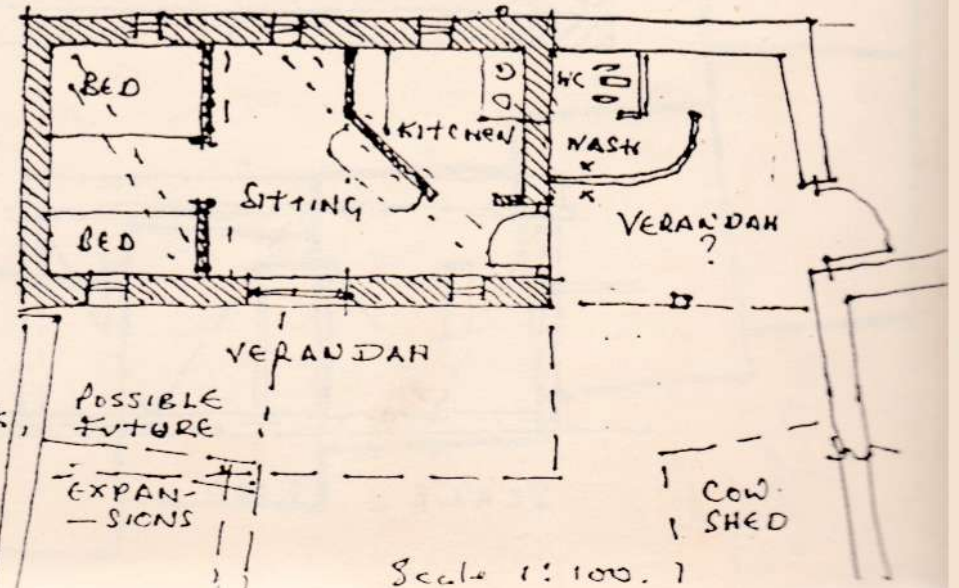 BED
KITCHEN
WC
WASH
SITTING
BED
VERANDAH
?
VERANDAH
POSSIBLE
FUTURE
EXPAN-
- SIONS
COW
SHED
Scale 1:100.